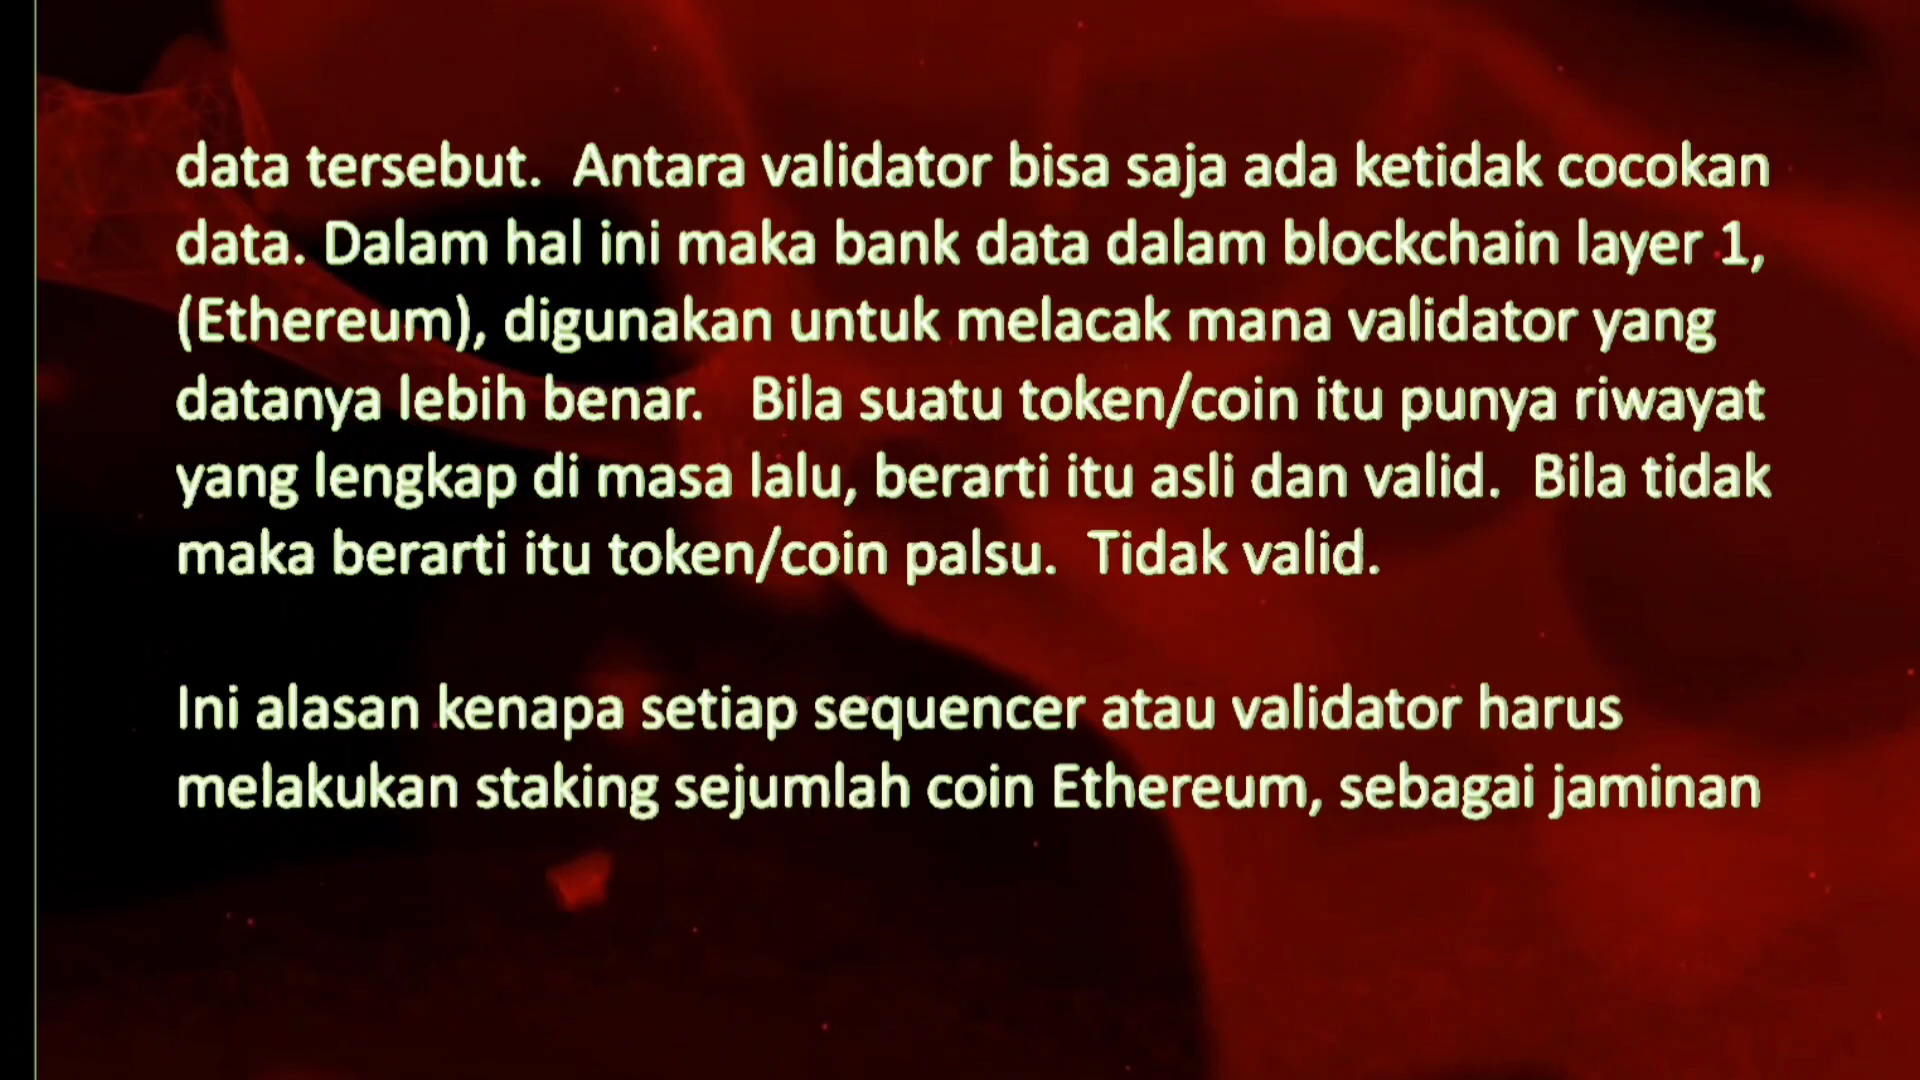 data tersebut.  Antara validator bisa saja ada ketidak cocokan
data. Dalam hal ini maka bank data dalam blockchain layer 1,
(Ethereum), digunakan untuk melacak mana validator yang
datanya lebih benar.   Bila suatu token/coin itu punya riwayat
yang lengkap di masa lalu, berarti itu asli dan valid.  Bila tidak
maka berarti itu token/coin palsu.  Tidak valid.
Ini alasan kenapa setiap sequencer atau validator harus
melakukan staking sejumlah coin Ethereum, sebagai jaminan